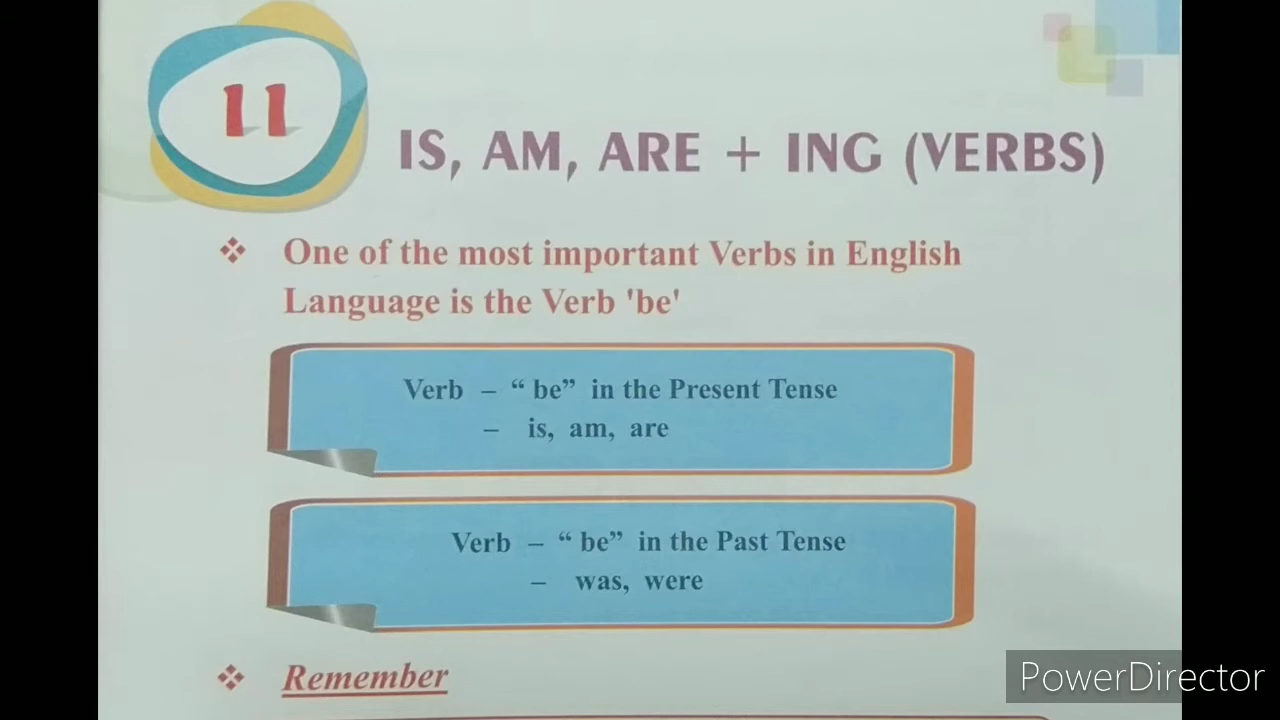 11
IS, AM, ARE + ING (VERBS)
❖ One of the most important Verbs in English
Language is the Verb 'be'
Verb – “ be” in the Present Tense
– is, am, are
Verb – “ be” in the Past Tense
– was, were
❖ Remember
PowerDirector